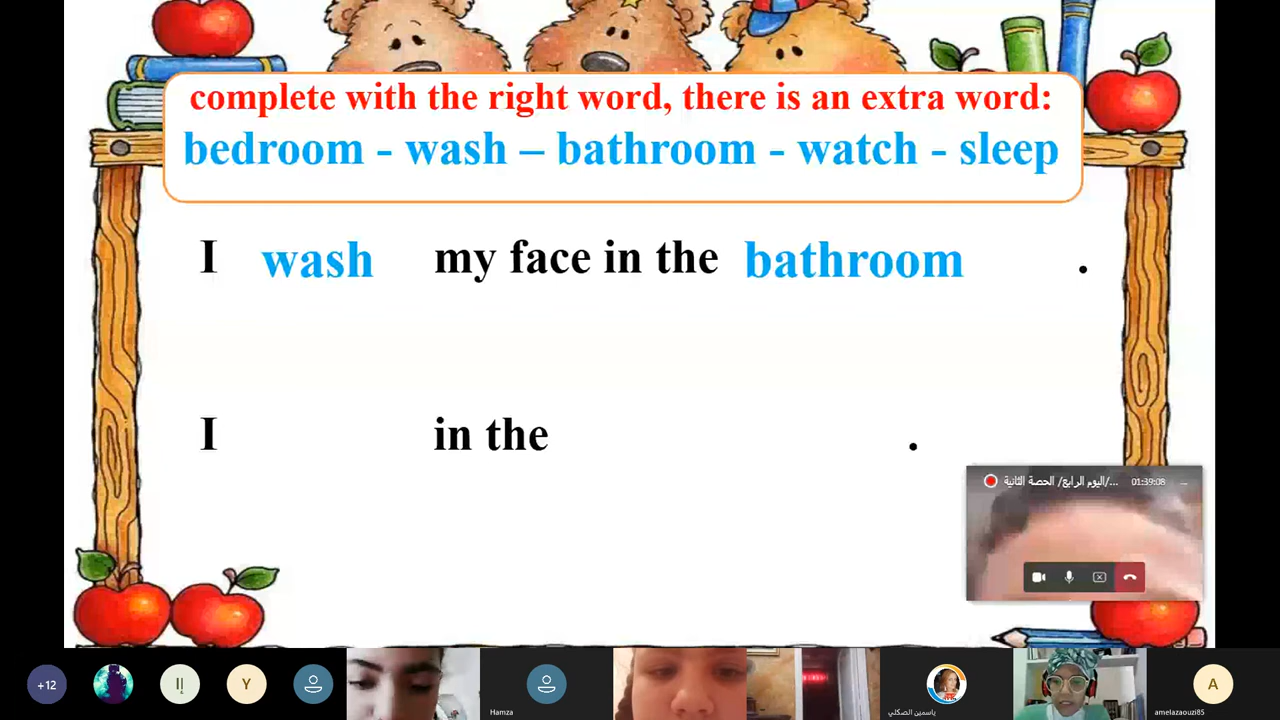 complete with the right word, there is an extra word:
bedroom - wash – bathroom - watch - sleep
I wash my face in the bathroom .
I in the .
...اليوم الرابع/ الحصة الثانية/ 01:39:08 ...
+12
Y
Hamza
ياسمين الصكلي
A
amelazaouzi85